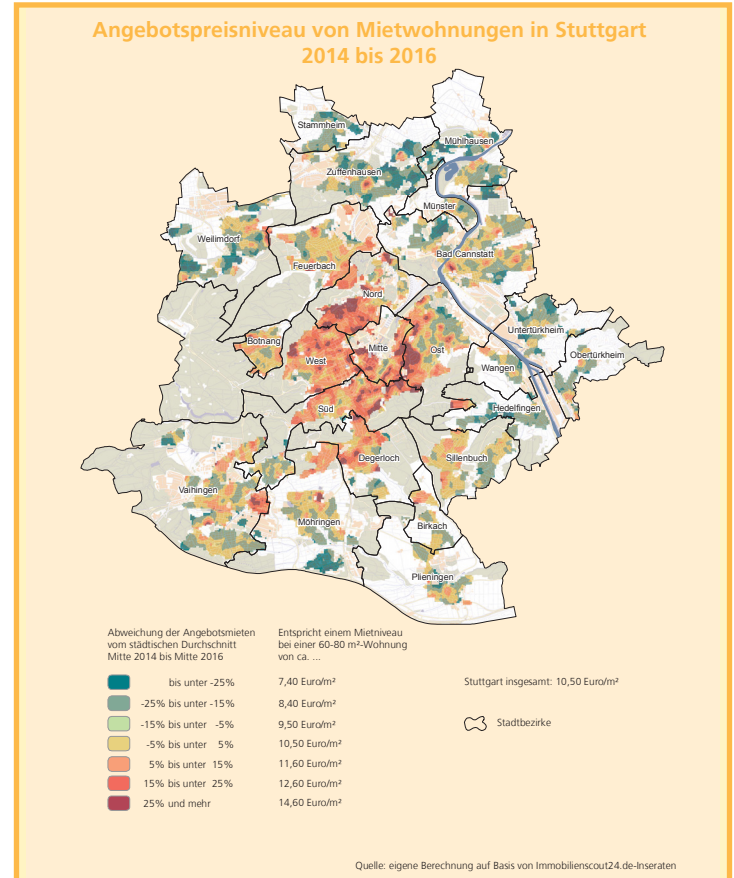 Angebotspreisniveau von Mietwohnungen in Stuttgart
2014 bis 2016
Stammheim
Mühlhausen
Zuffenhausen
Münster
Weilimdorf
Bad Cannstatt
Feuerbach
Nord
Untertürkheim
Botnang
Mitte
Ost
Obertürkheim
West
Wangen
Süd
Hedelfingen
Degerloch
Sillenbuch
Vaihingen
Möhringen
Birkach
Plieningen
Abweichung der Angebotsmieten
vom städtischen Durchschnitt
Mitte 2014 bis Mitte 2016
Entspricht einem Mietniveau
bei einer 60-80 m²-Wohnung
von ca. ...
bis unter -25% 7,40 Euro/m² Stuttgart insgesamt: 10,50 Euro/m²
-25% bis unter -15% 8,40 Euro/m²
-15% bis unter -5% 9,50 Euro/m² Stadtbezirke
-5% bis unter 5% 10,50 Euro/m²
5% bis unter 15% 11,60 Euro/m²
15% bis unter 25% 12,60 Euro/m²
25% und mehr 14,60 Euro/m²
Quelle: eigene Berechnung auf Basis von Immobilienscout24.de-Inseraten